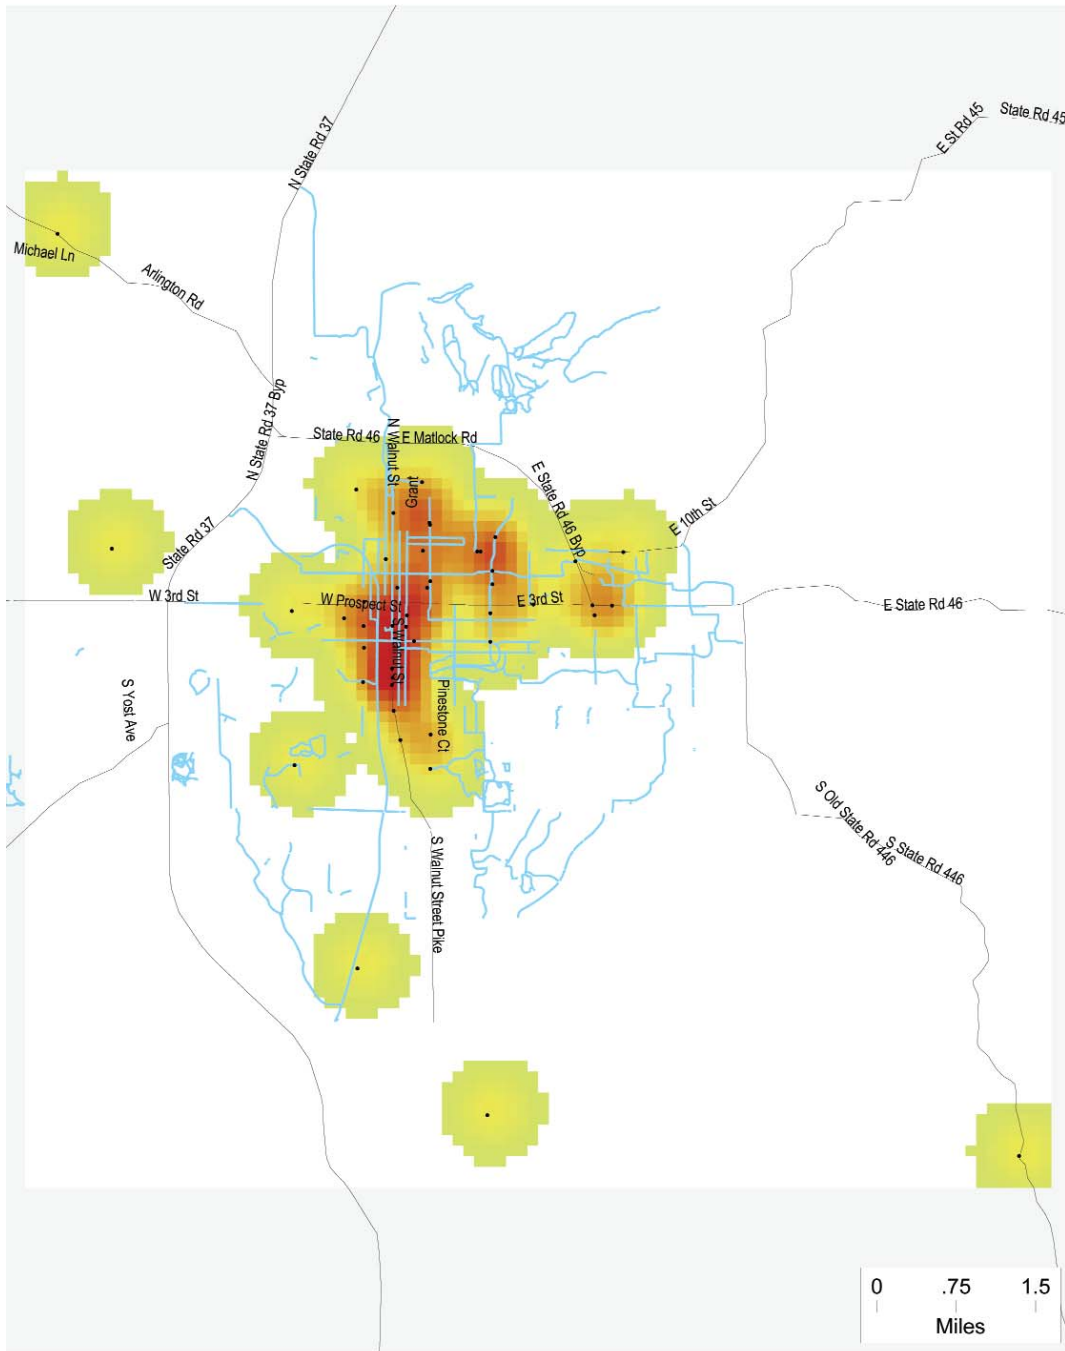 State Rd 45
E St Rd 45
N State Rd 37
Michael Ln
Arlington Rd
N State Rd 37 Byp
State Rd 46
E Matlock Rd
N Walnut St
Grant
E State Rd 46 Byp
E 10th St
State Rd 37
W 3rd St
W Prospect St
E 3rd St
E State Rd 46
S Walnut St
S Yost Ave
Pinestone Ct
S Old State Rd 446
S State Rd 446
S Walnut Street Pike
0 .75 1.5
Miles